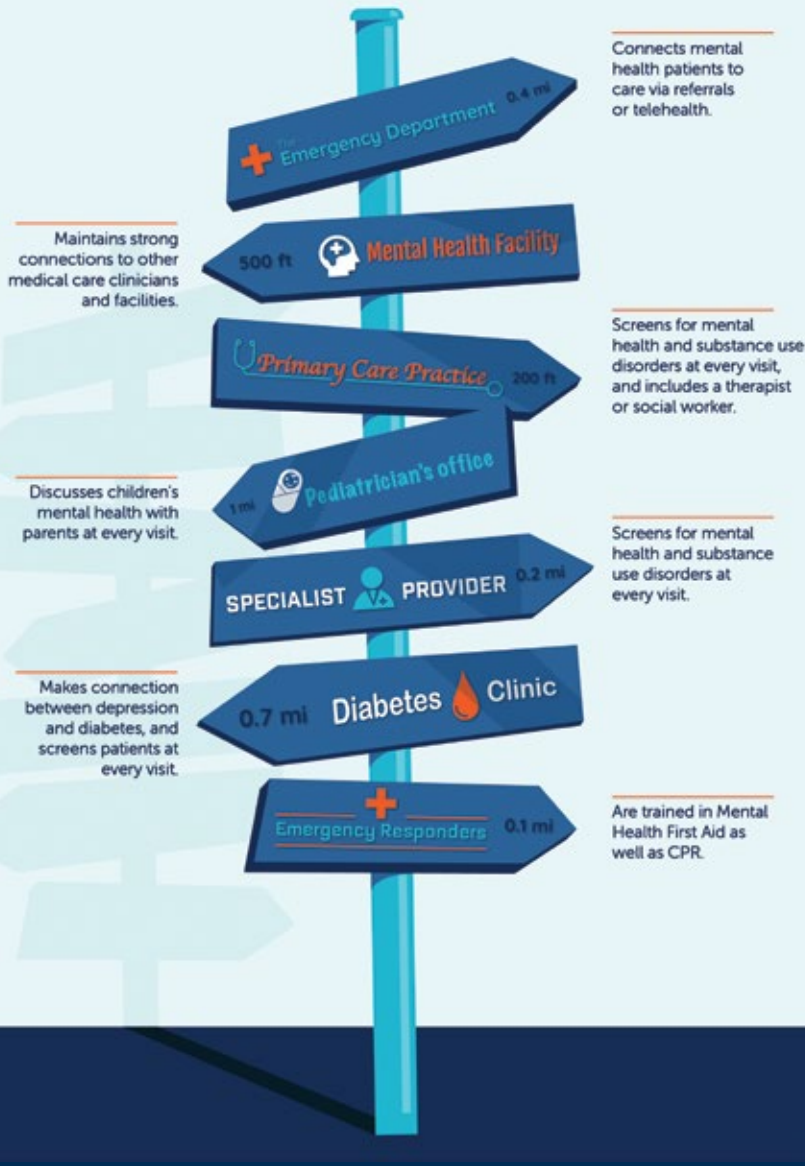 Connects mental
health patients to
care via referrals
or telehealth.
The
Emergency Department 0.4 mi
Maintains strong
connections to other
medical care clinicians
and facilities.
500 ft Mental Health Facility
Primary Care Practice 200 ft
Screens for mental
health and substance use
disorders at every visit,
and includes a therapist
or social worker.
Discusses children's
mental health with
parents at every visit.
1 mi Pediatrician's office
SPECIALIST PROVIDER 0.2 mi
Screens for mental
health and substance
use disorders at
every visit.
Makes connection
between depression
and diabetes, and
screens patients at
every visit.
0.7 mi Diabetes Clinic
Emergency Responders 0.1 mi
Are trained in Mental
Health First Aid as
well as CPR.